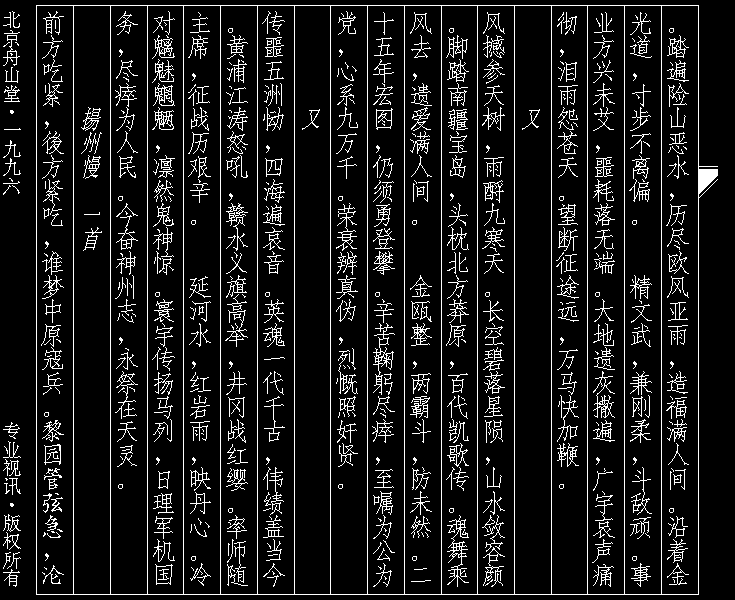 。踏遍险山恶水，历尽欧风亚雨，造福满人间。沿着金
光道，寸步不离偏。　精文武，兼刚柔，斗敌顽。事
业方兴未艾，噩耗落无端。大地遗灰撒遍，广宇哀声痛
彻，泪雨怨苍天。望断征途远，万马快加鞭。
又
风撼参天树，雨酹九寒天。长空碧落星陨，山水敛容颜
。脚踏南疆宝岛，头枕北方莽原，百代凯歌传。魂舞乘
风去，遗爱满人间。　金瓯整，两霸斗，防未然。二
十五年宏图，仍须勇登攀。辛苦鞠躬尽瘁，至嘱为公为
党，心系九万千。荣衰辨真伪，烈慨照奸贤。
又
传噩五洲恸，四海遍哀音。英魂一代千古，伟绩盖当今
。黄浦江涛怒吼，赣水义旗高举，井冈战红缨。率师随
主席，征战历艰辛。　延河水，红岩雨，映丹心。冷
对魑魅魍魉，凛然鬼神惊。寰宇传扬马列，日理军机国
务，尽瘁为人民。今奋神州志，永祭在天灵。
揚州慢 一首
前方吃紧，後方紧吃，谁梦中原寇兵。黎园管弦急，沦
北京舟山堂·一九九六
专业视讯·版权所有